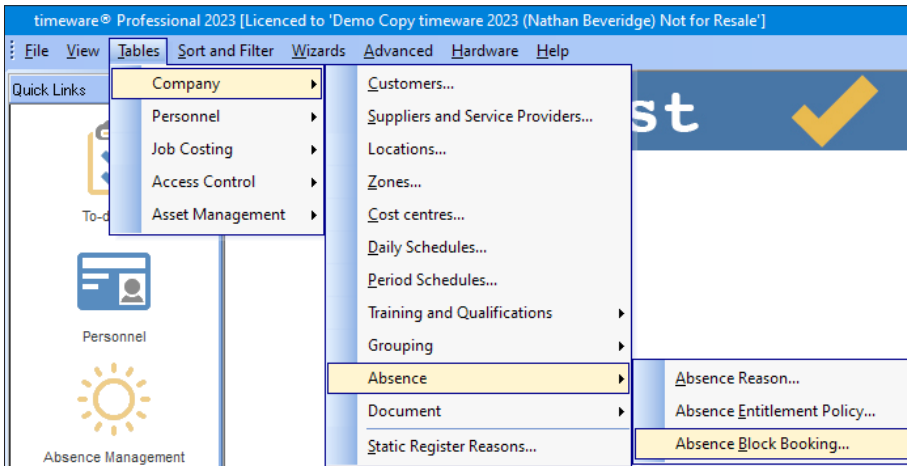 timeware® Professional 2023 [Licenced to 'Demo Copy timeware 2023 (Nathan Beveridge) Not for Resale']
File View Tables Sort and Filter Wizards Advanced Hardware Help
Quick Links
Company
Personnel
Job Costing
Access Control
Asset Management
Customers...
Suppliers and Service Providers...
Locations...
Zones...
Cost centres...
Daily Schedules...
Period Schedules...
Training and Qualifications
Grouping
Absence
Document
Static Register Reasons...
Absence Reason...
Absence Entitlement Policy...
Absence Block Booking...
st
To-d
Personnel
Absence Management